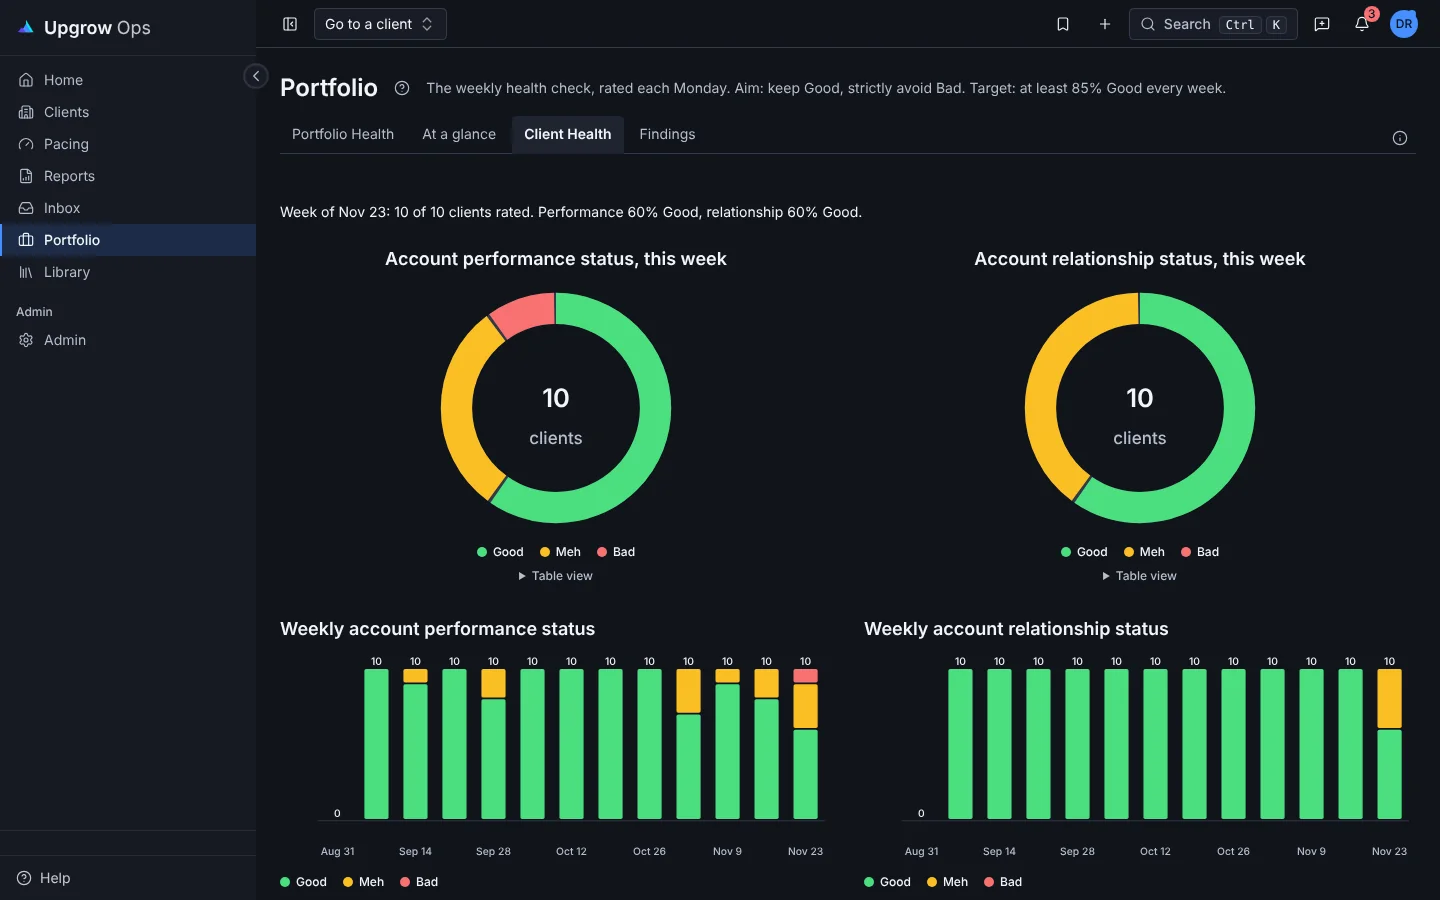 Upgrow Ops
Go to a client
Search Ctrl K
3
DR
Home
Clients
Pacing
Reports
Inbox
Portfolio
Library
Admin
Admin
Help
Portfolio
The weekly health check, rated each Monday. Aim: keep Good, strictly avoid Bad. Target: at least 85% Good every week.
Portfolio Health At a glance Client Health Findings
Week of Nov 23: 10 of 10 clients rated. Performance 60% Good, relationship 60% Good.
Account performance status, this week
10
clients
Good Meh Bad
Table view
Account relationship status, this week
10
clients
Good Meh Bad
Table view
Weekly account performance status
10 10 10 10 10 10 10 10 10 10 10 10
0
Aug 31 Sep 14 Sep 28 Oct 12 Oct 26 Nov 9 Nov 23
Good Meh Bad
Weekly account relationship status
10 10 10 10 10 10 10 10 10 10 10 10
0
Aug 31 Sep 14 Sep 28 Oct 12 Oct 26 Nov 9 Nov 23
Good Meh Bad